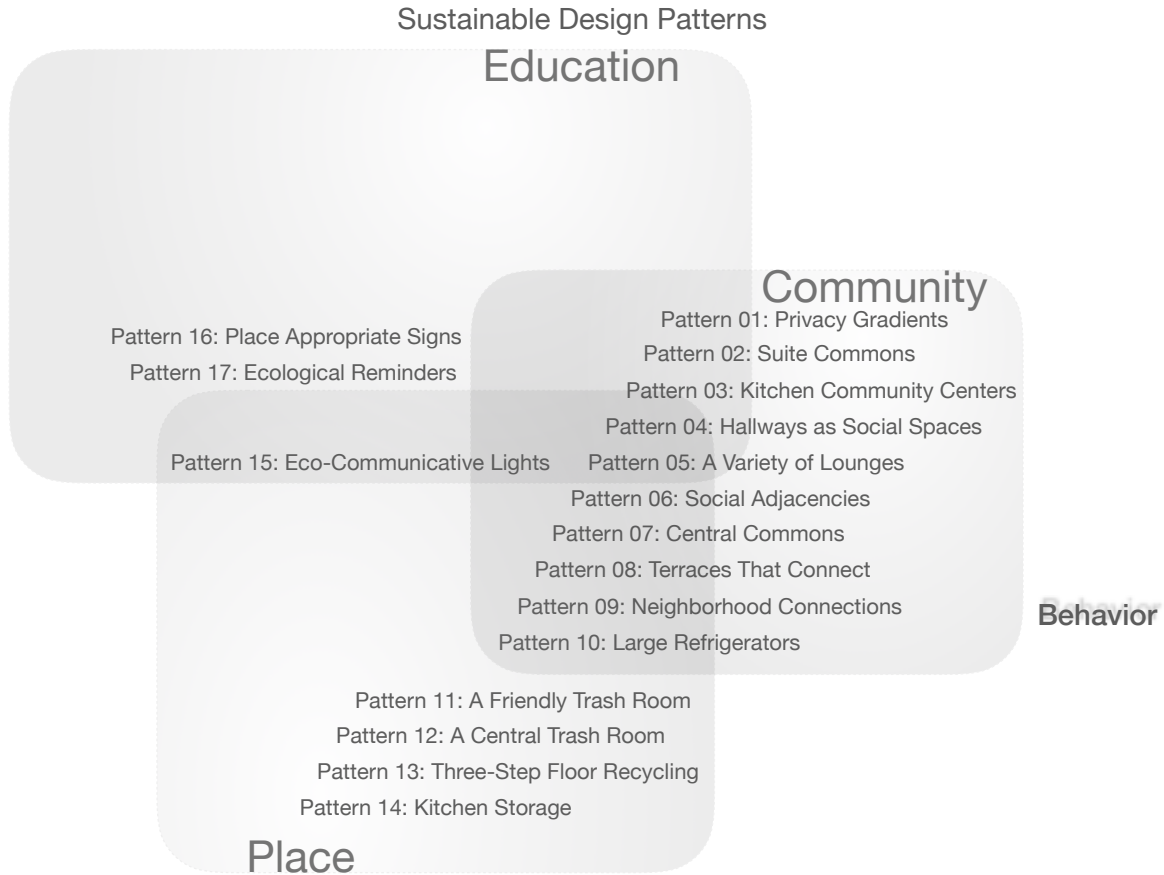 Sustainable Design Patterns
Education
Community
Pattern 01: Privacy Gradients
Pattern 16: Place Appropriate Signs
Pattern 02: Suite Commons
Pattern 17: Ecological Reminders
Pattern 03: Kitchen Community Centers
Pattern 04: Hallways as Social Spaces
Pattern 15: Eco-Communicative Lights
Pattern 05: A Variety of Lounges
Pattern 06: Social Adjacencies
Pattern 07: Central Commons
Pattern 08: Terraces That Connect
Pattern 09: Neighborhood Connections
Behavior
Pattern 10: Large Refrigerators
Pattern 11: A Friendly Trash Room
Pattern 12: A Central Trash Room
Pattern 13: Three-Step Floor Recycling
Pattern 14: Kitchen Storage
Place